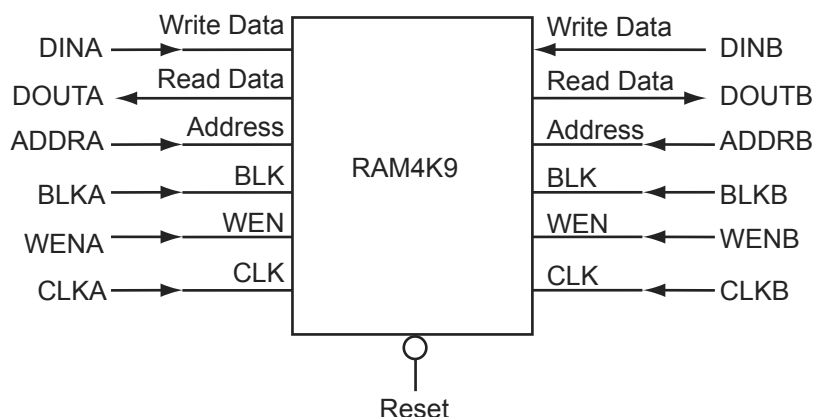 DINA Write Data Write Data DINB
DOUTA Read Data Read Data DOUTB
ADDRA Address Address ADDRB
RAM4K9
BLKA BLK BLK BLKB
WENA WEN WEN WENB
CLKA CLK CLK CLKB
Reset